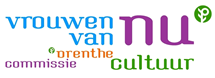 vrouwen
van nu
Drenthe
commissie cultuur